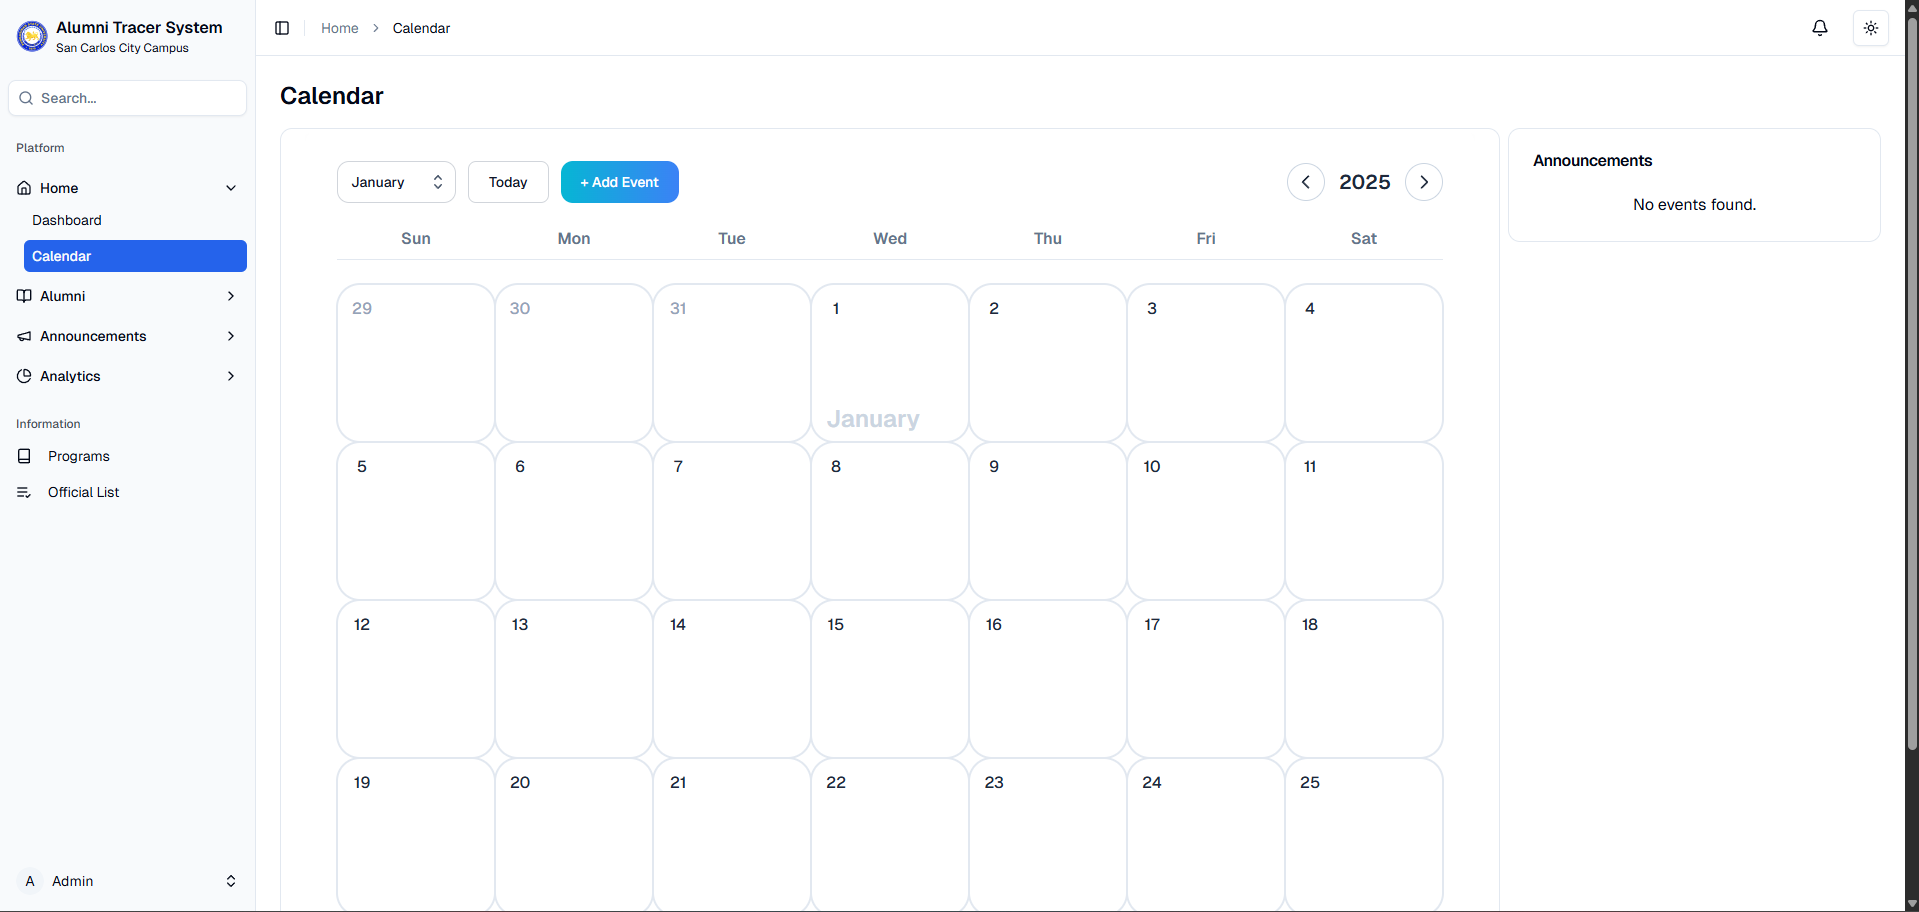 Alumni Tracer System
San Carlos City Campus
Search...
Platform
Home
Dashboard
Calendar
Alumni
Announcements
Analytics
Information
Programs
Official List
A Admin
Home > Calendar
Calendar
January Today + Add Event 2025
Sun Mon Tue Wed Thu Fri Sat
29 30 31 1 2 3 4
January
5 6 7 8 9 10 11
12 13 14 15 16 17 18
19 20 21 22 23 24 25
Announcements
No events found.